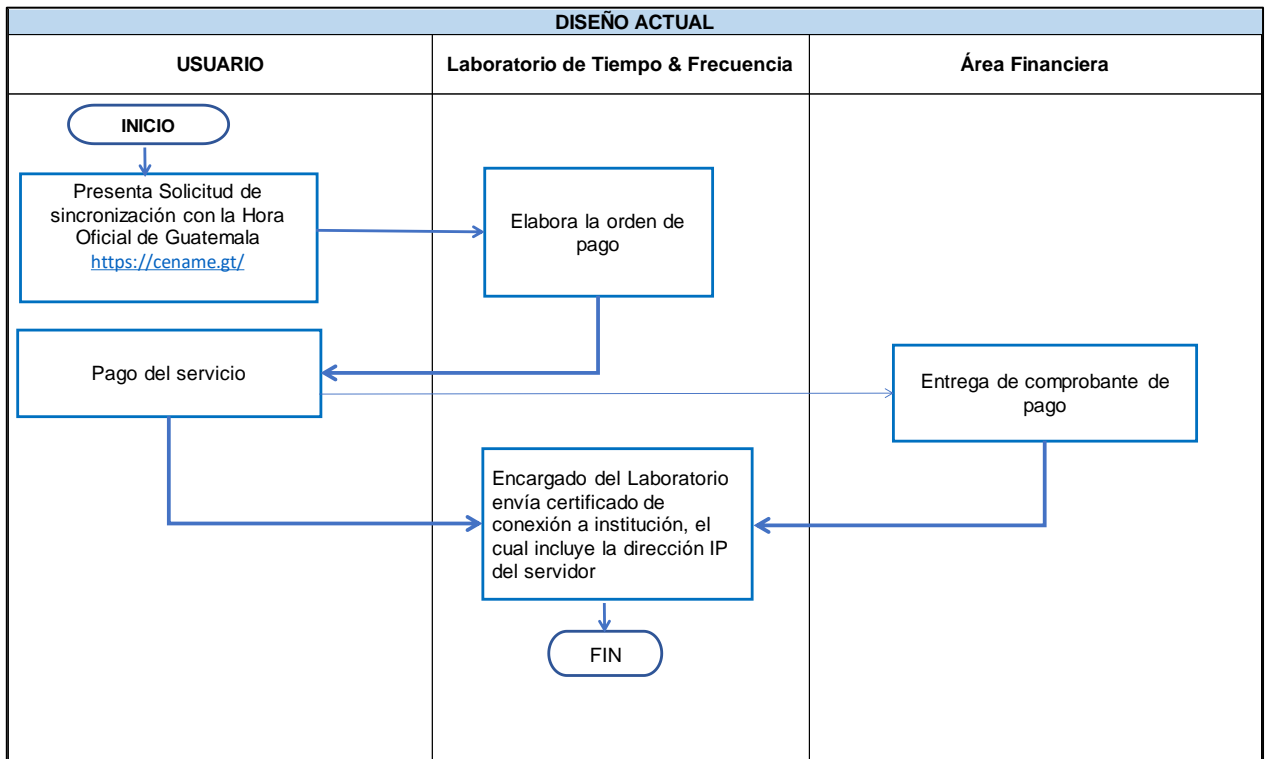 DISEÑO ACTUAL
USUARIO
Laboratorio de Tiempo & Frecuencia
Área Financiera
INICIO
Presenta Solicitud de
sincronización con la Hora
Oficial de Guatemala
https://cename.gt/
Elabora la orden de
pago
Pago del servicio
Entrega de comprobante de
pago
Encargado del Laboratorio
envía certificado de
conexión a institución, el
cual incluye la dirección IP
del servidor
FIN